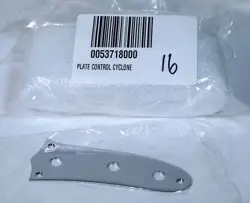 0053718000
PLATE CONTROL CYCLONE
16